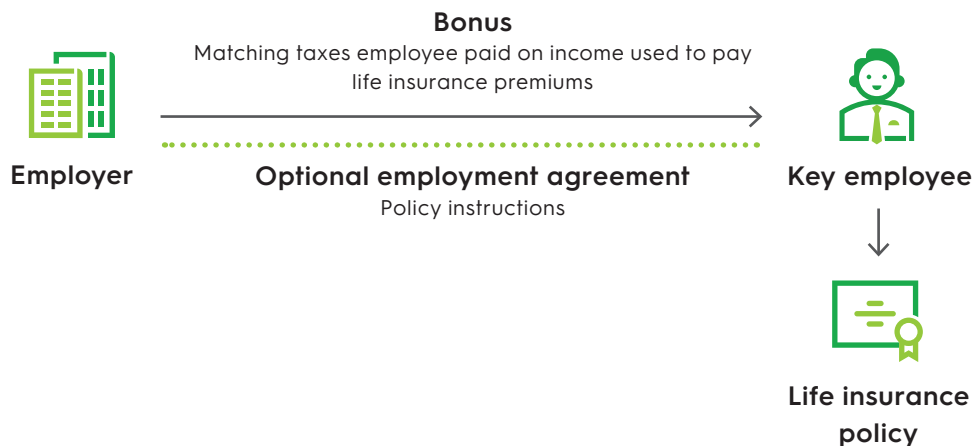 Bonus
Matching taxes employee paid on income used to pay
life insurance premiums
Employer
Optional employment agreement
Policy instructions
Key employee
Life insurance
policy